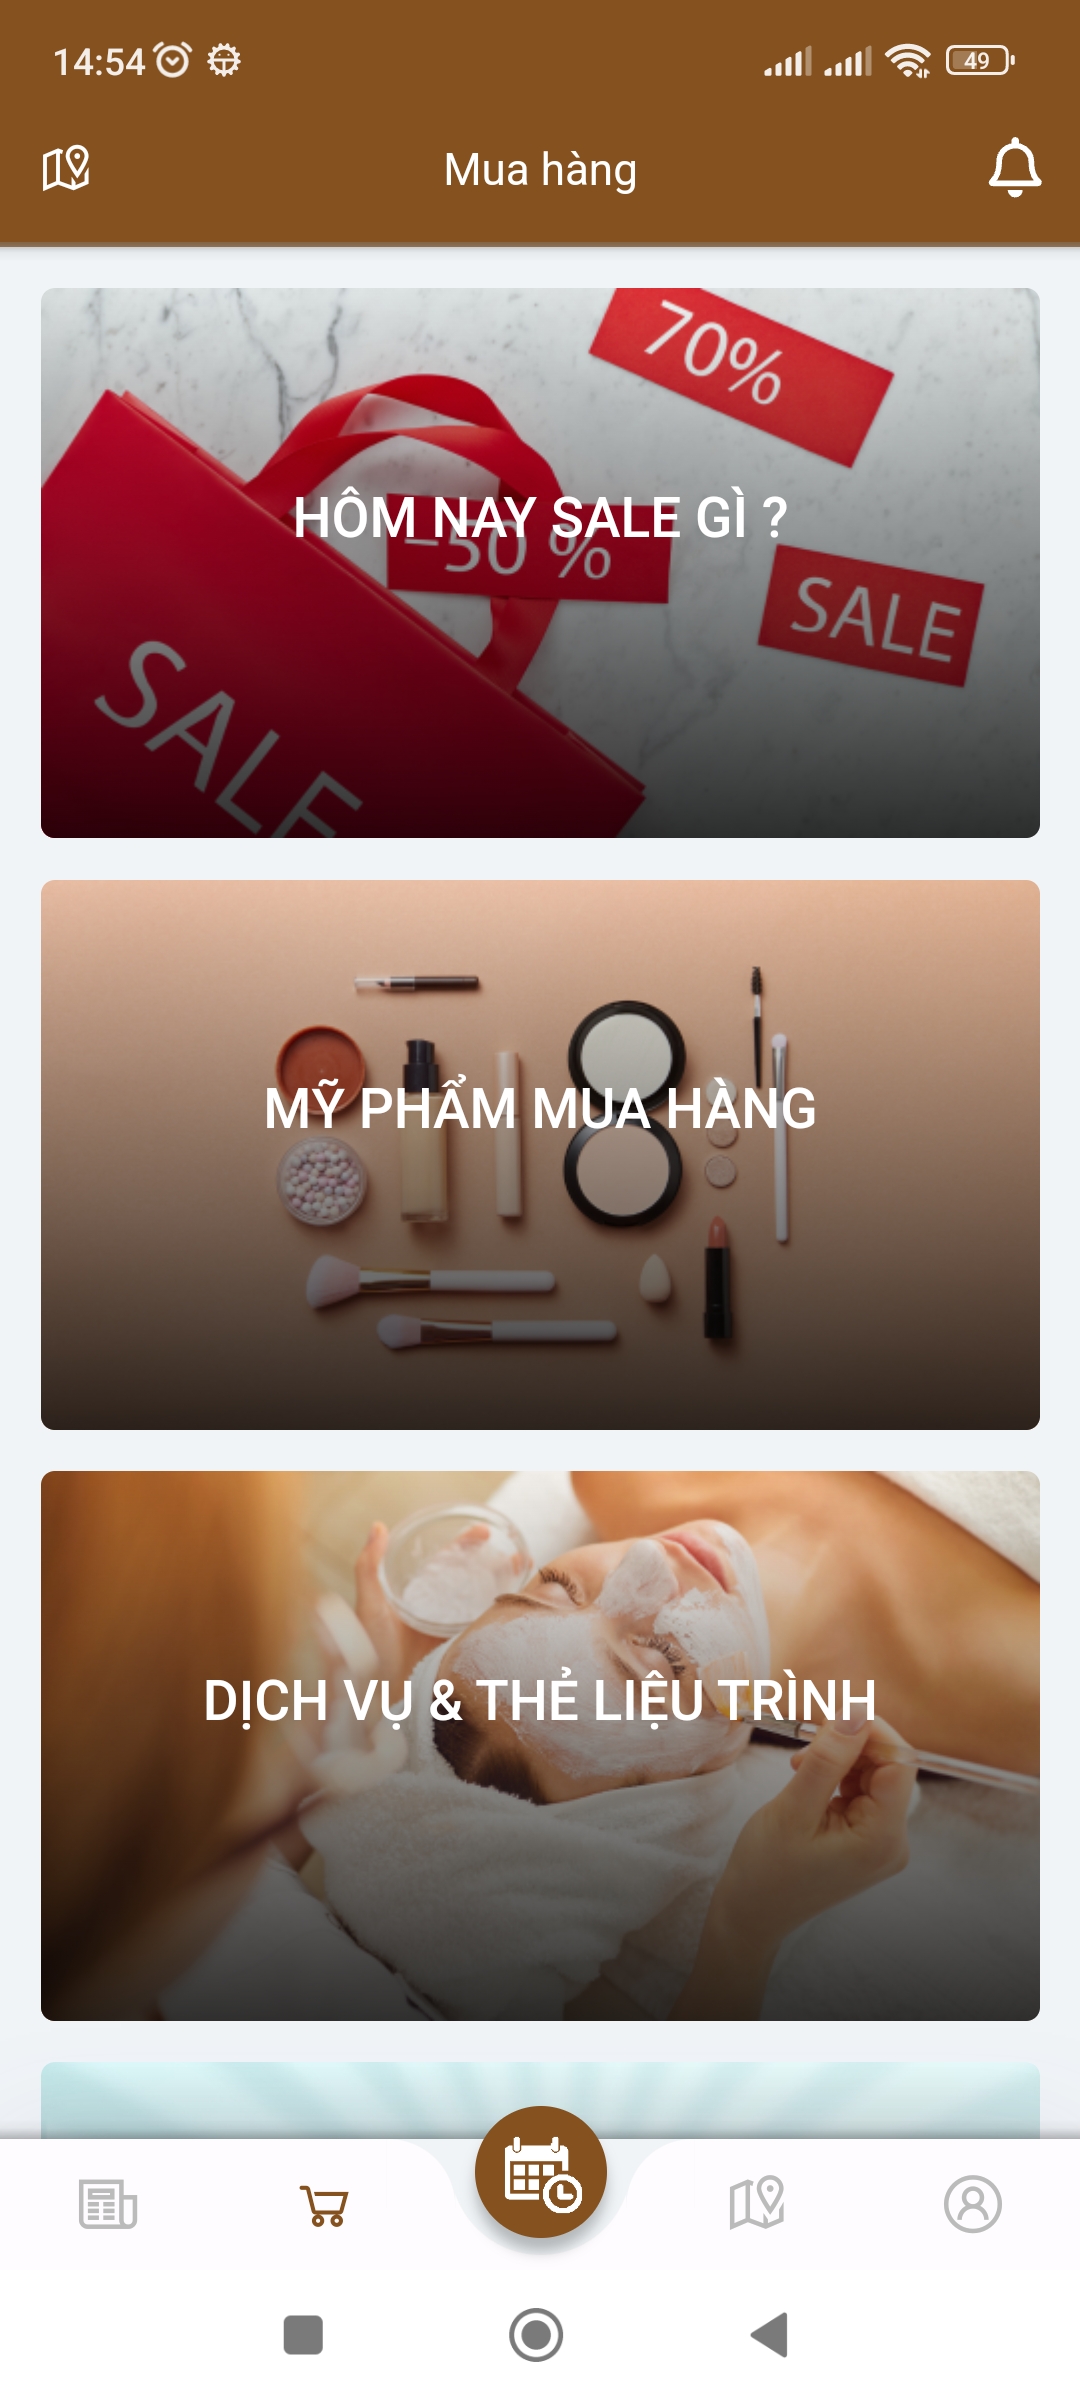 14:54
49
Mua hàng
70%
HÔM NAY SALE GÌ ?
-50 %
SALE
SALE
MỸ PHẨM MUA HÀNG
DỊCH VỤ & THẺ LIỆU TRÌNH